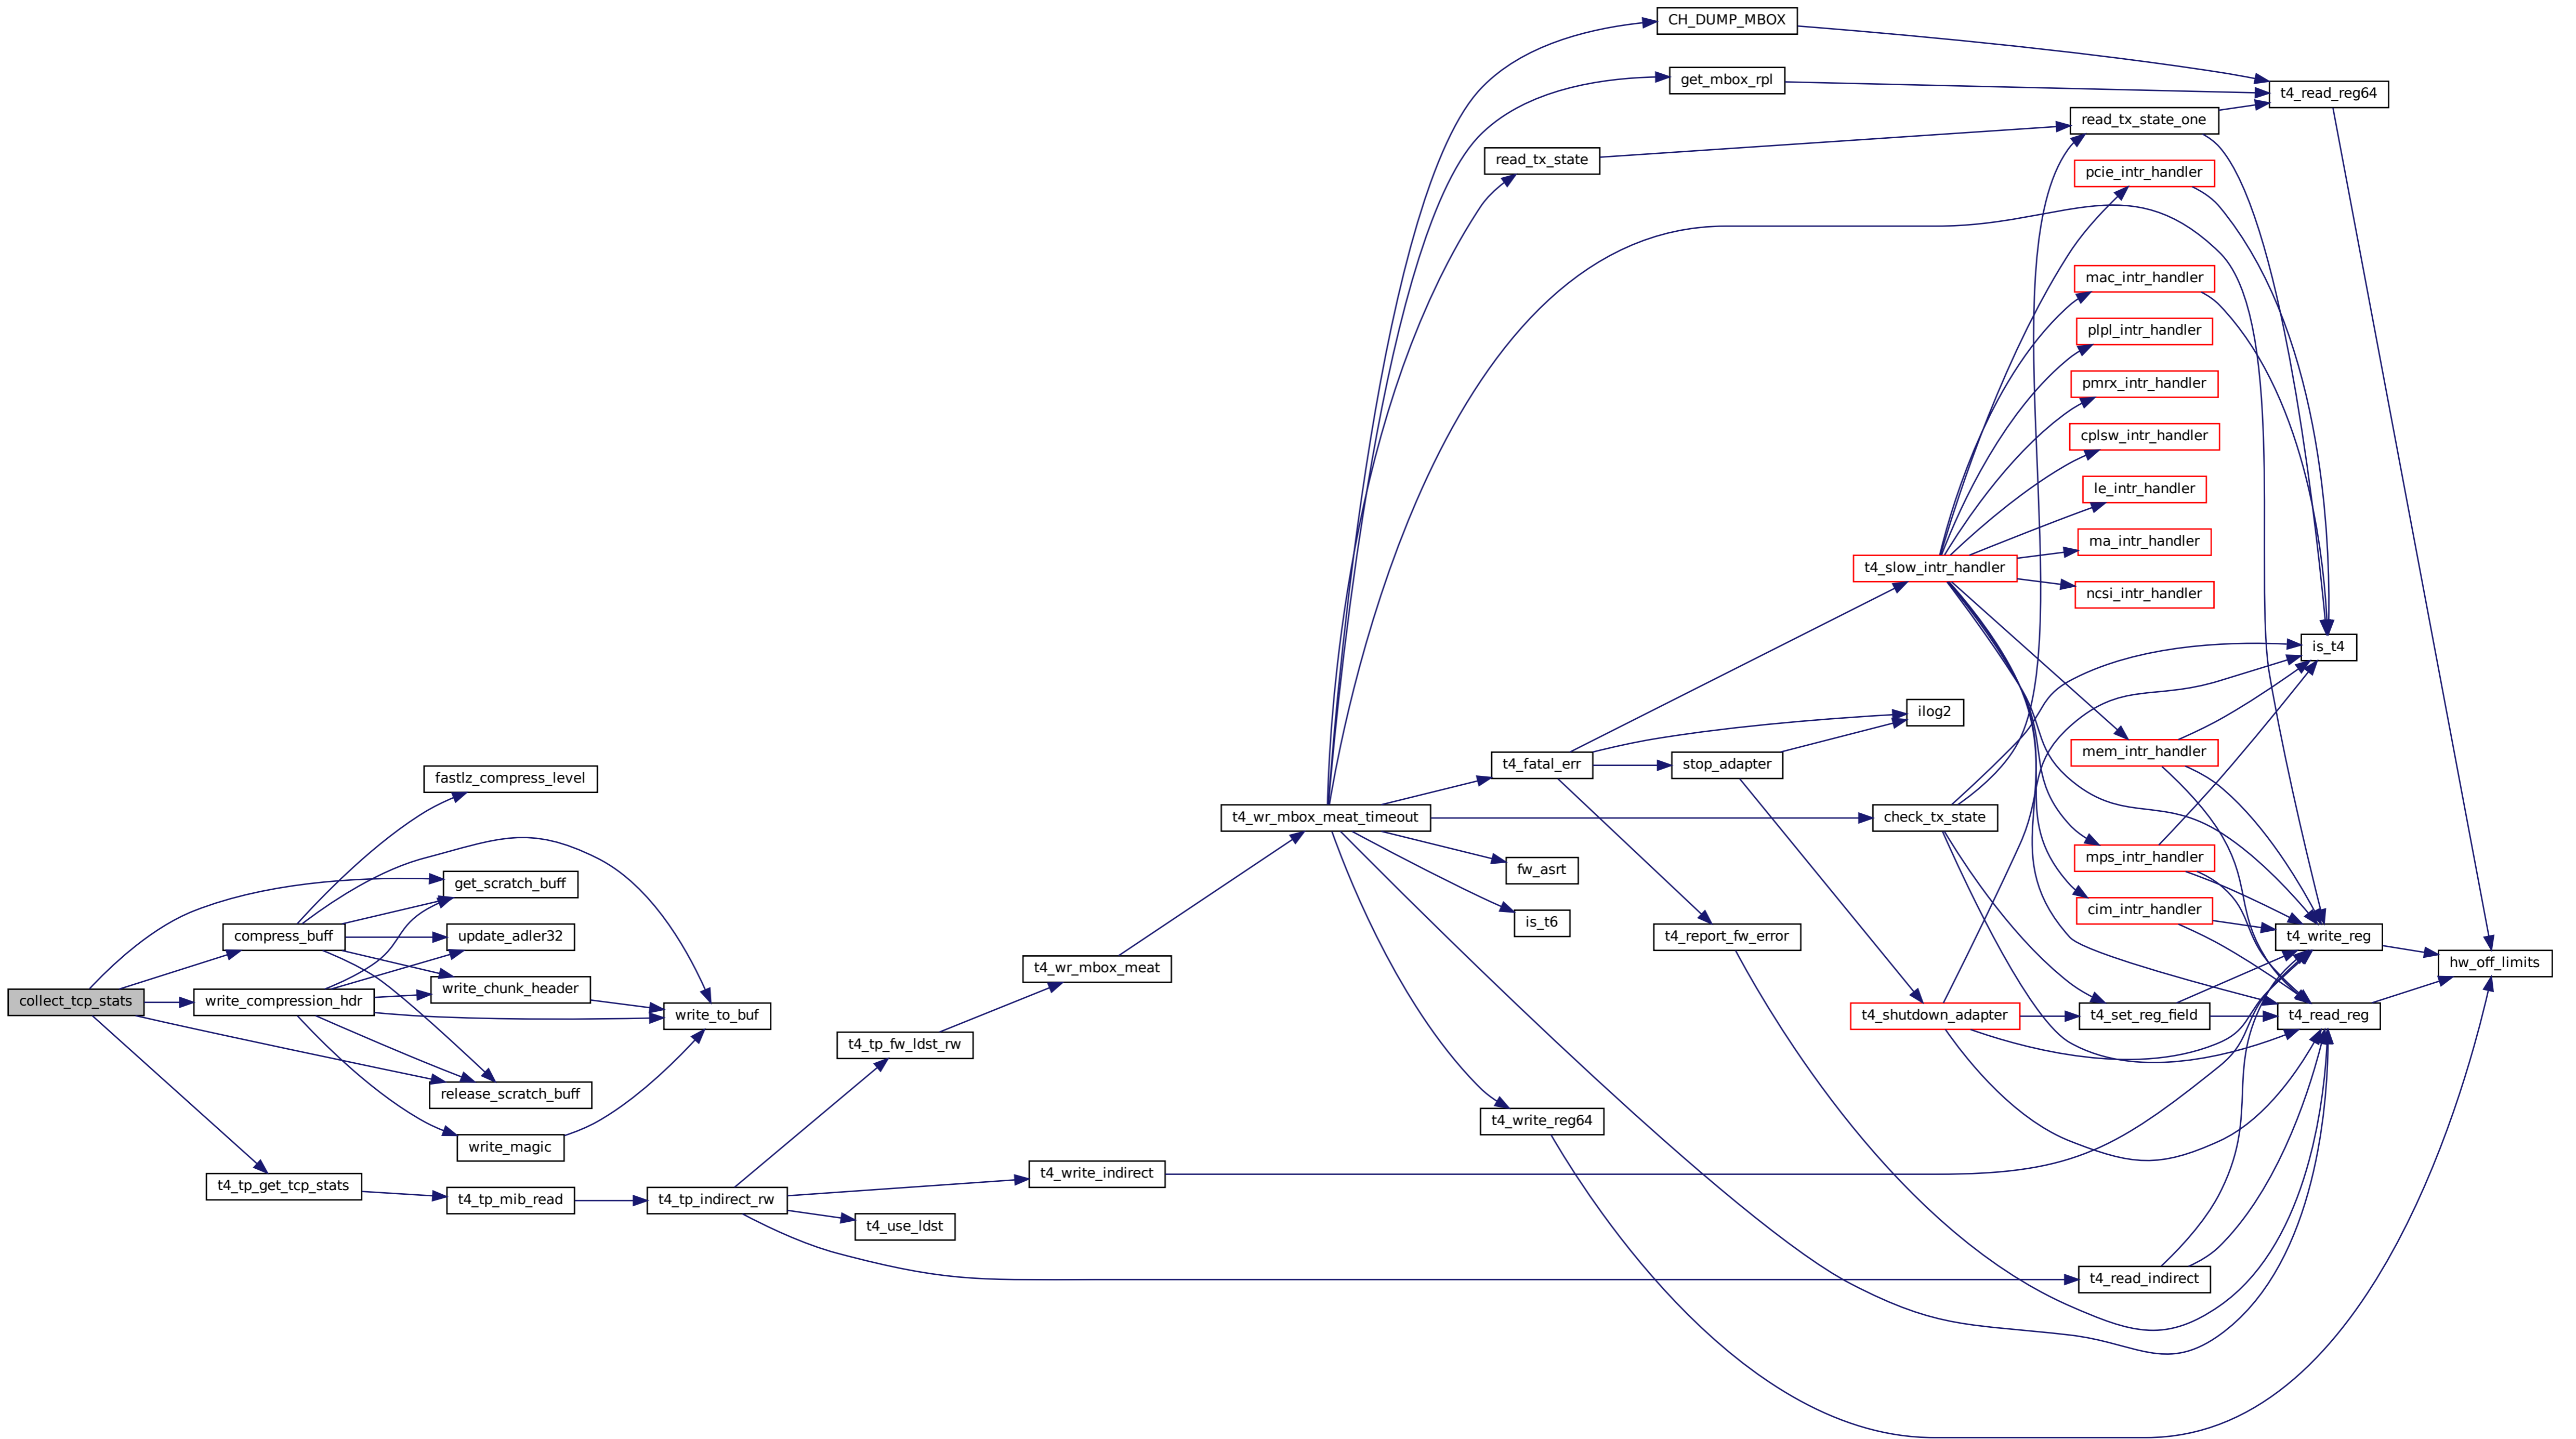 collect_tcp_stats
compress_buff
write_compression_hdr
t4_tp_get_tcp_stats
fastlz_compress_level
get_scratch_buff
update_adler32
write_chunk_header
release_scratch_buff
write_magic
t4_tp_mib_read
write_to_buf
t4_tp_indirect_rw
t4_tp_fw_ldst_rw
t4_use_ldst
t4_wr_mbox_meat
t4_write_indirect
t4_wr_mbox_meat_timeout
read_tx_state
t4_fatal_err
fw_asrt
is_t6
t4_write_reg64
CH_DUMP_MBOX
get_mbox_rpl
stop_adapter
t4_report_fw_error
t4_slow_intr_handler
ilog2
check_tx_state
t4_shutdown_adapter
read_tx_state_one
pcie_intr_handler
mac_intr_handler
plpl_intr_handler
pmrx_intr_handler
cplsw_intr_handler
le_intr_handler
ma_intr_handler
ncsi_intr_handler
mem_intr_handler
mps_intr_handler
cim_intr_handler
t4_set_reg_field
t4_read_indirect
t4_read_reg64
is_t4
t4_write_reg
t4_read_reg
hw_off_limits